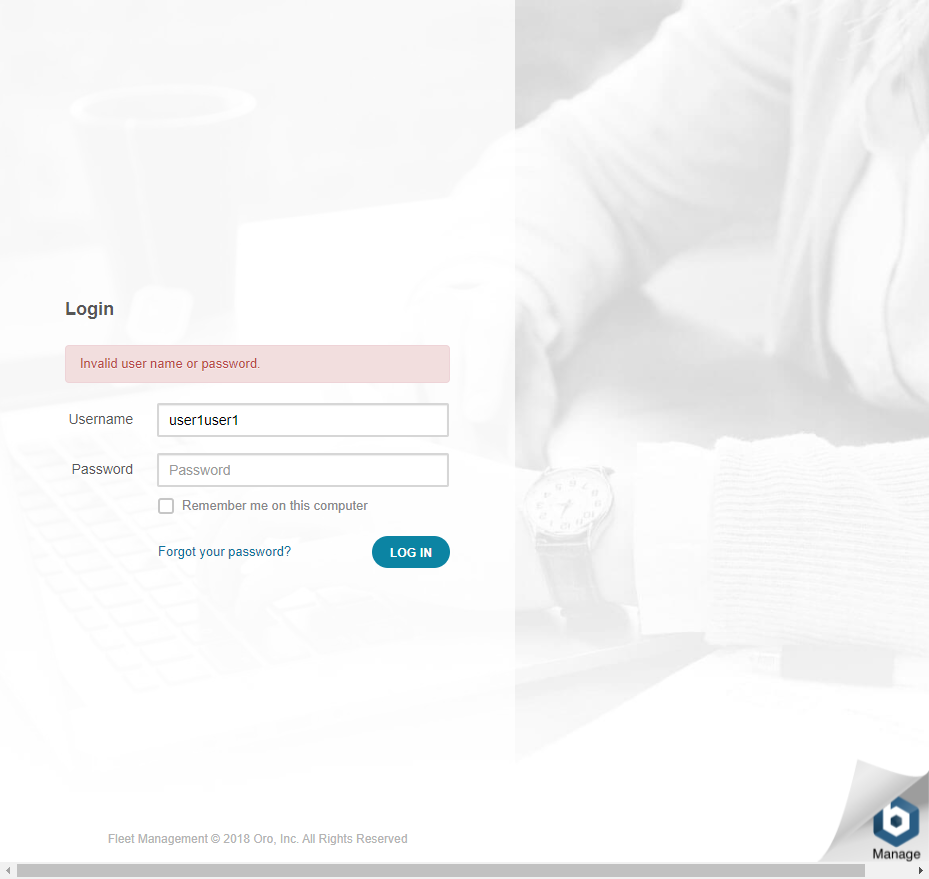 Login
Invalid user name or password.
Username
user1user1
Password
Password
Remember me on this computer
Forgot your password?
LOG IN
Fleet Management © 2018 Oro, Inc. All Rights Reserved
Manage